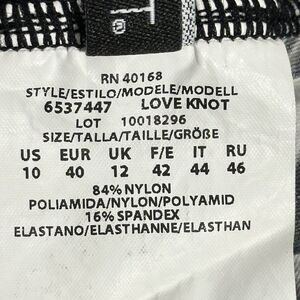 RN 40168
STYLE/ESTILO/MODELE/MODELL
6537447 LOVE KNOT
LOT 10018296
SIZE/TALLA/TAILLE/GRÖßE
US EUR UK F/E IT RU
10 40 12 42 44 46
84% NYLON
POLIAMIDA/NYLON/POLYAMID
16% SPANDEX
ELASTANO/ELASTHANNE/ELASTHAN